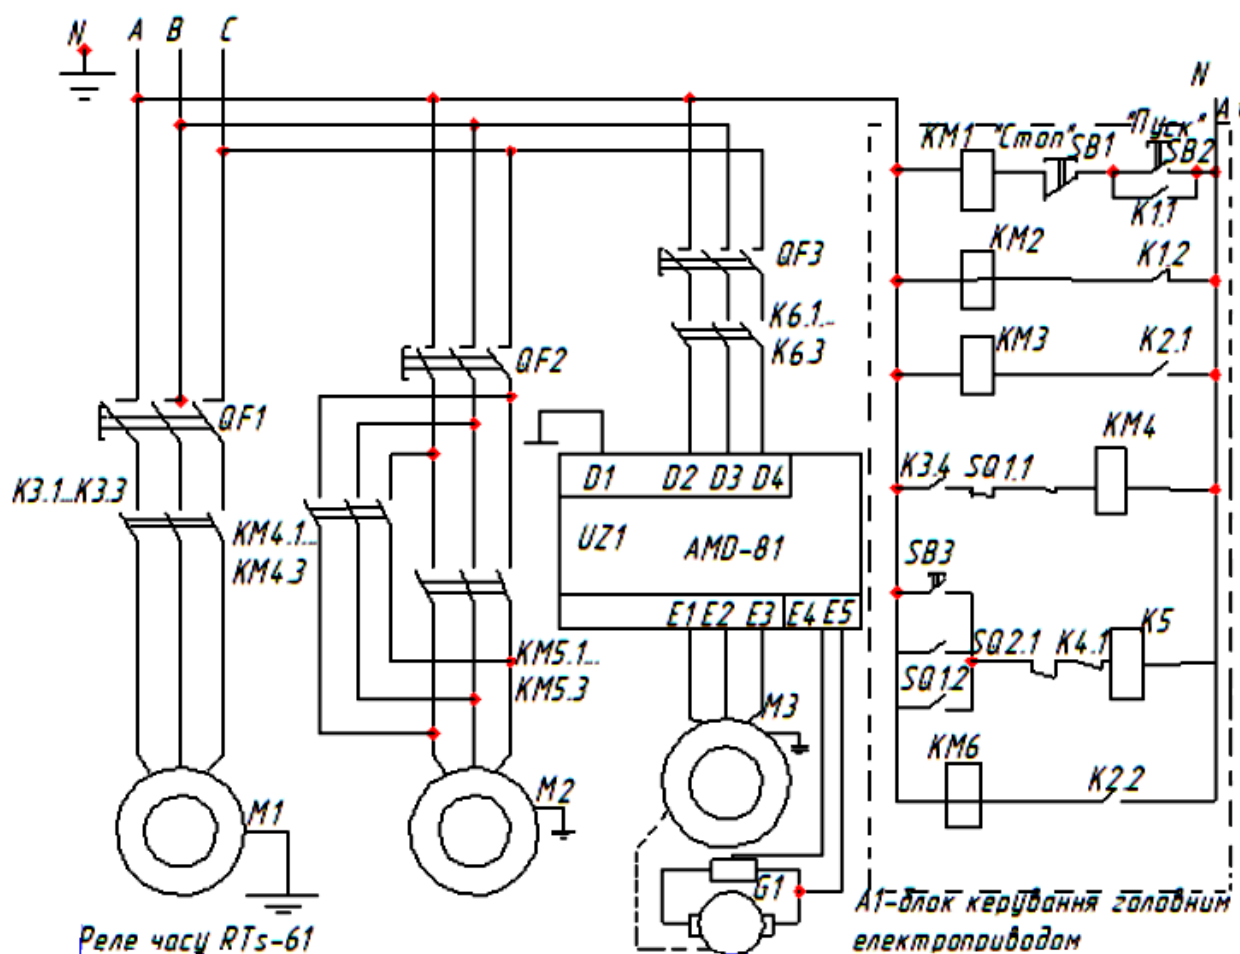 N A B C
N
A
KM1 "Стоп" SB1 "Пуск" SB2
K1.1
KM2 K1.2
QF3
K6.1...
K6.3
KM3 K2.1
QF2
QF1
KM4
K3.4 SQ1.1
K3.1...K3.3
D1 D2 D3 D4
KM4.1...
KM4.3
UZ1 AMD-81
SB3
E1 E2 E3 E4 E5
K5
SQ2.1 K4.1
KM5.1...
KM5.3
SQ1.2
M3
KM6
K2.2
M1
M2
G1
A1-блок керування головним
електроприводом
Реле часу RTs-61